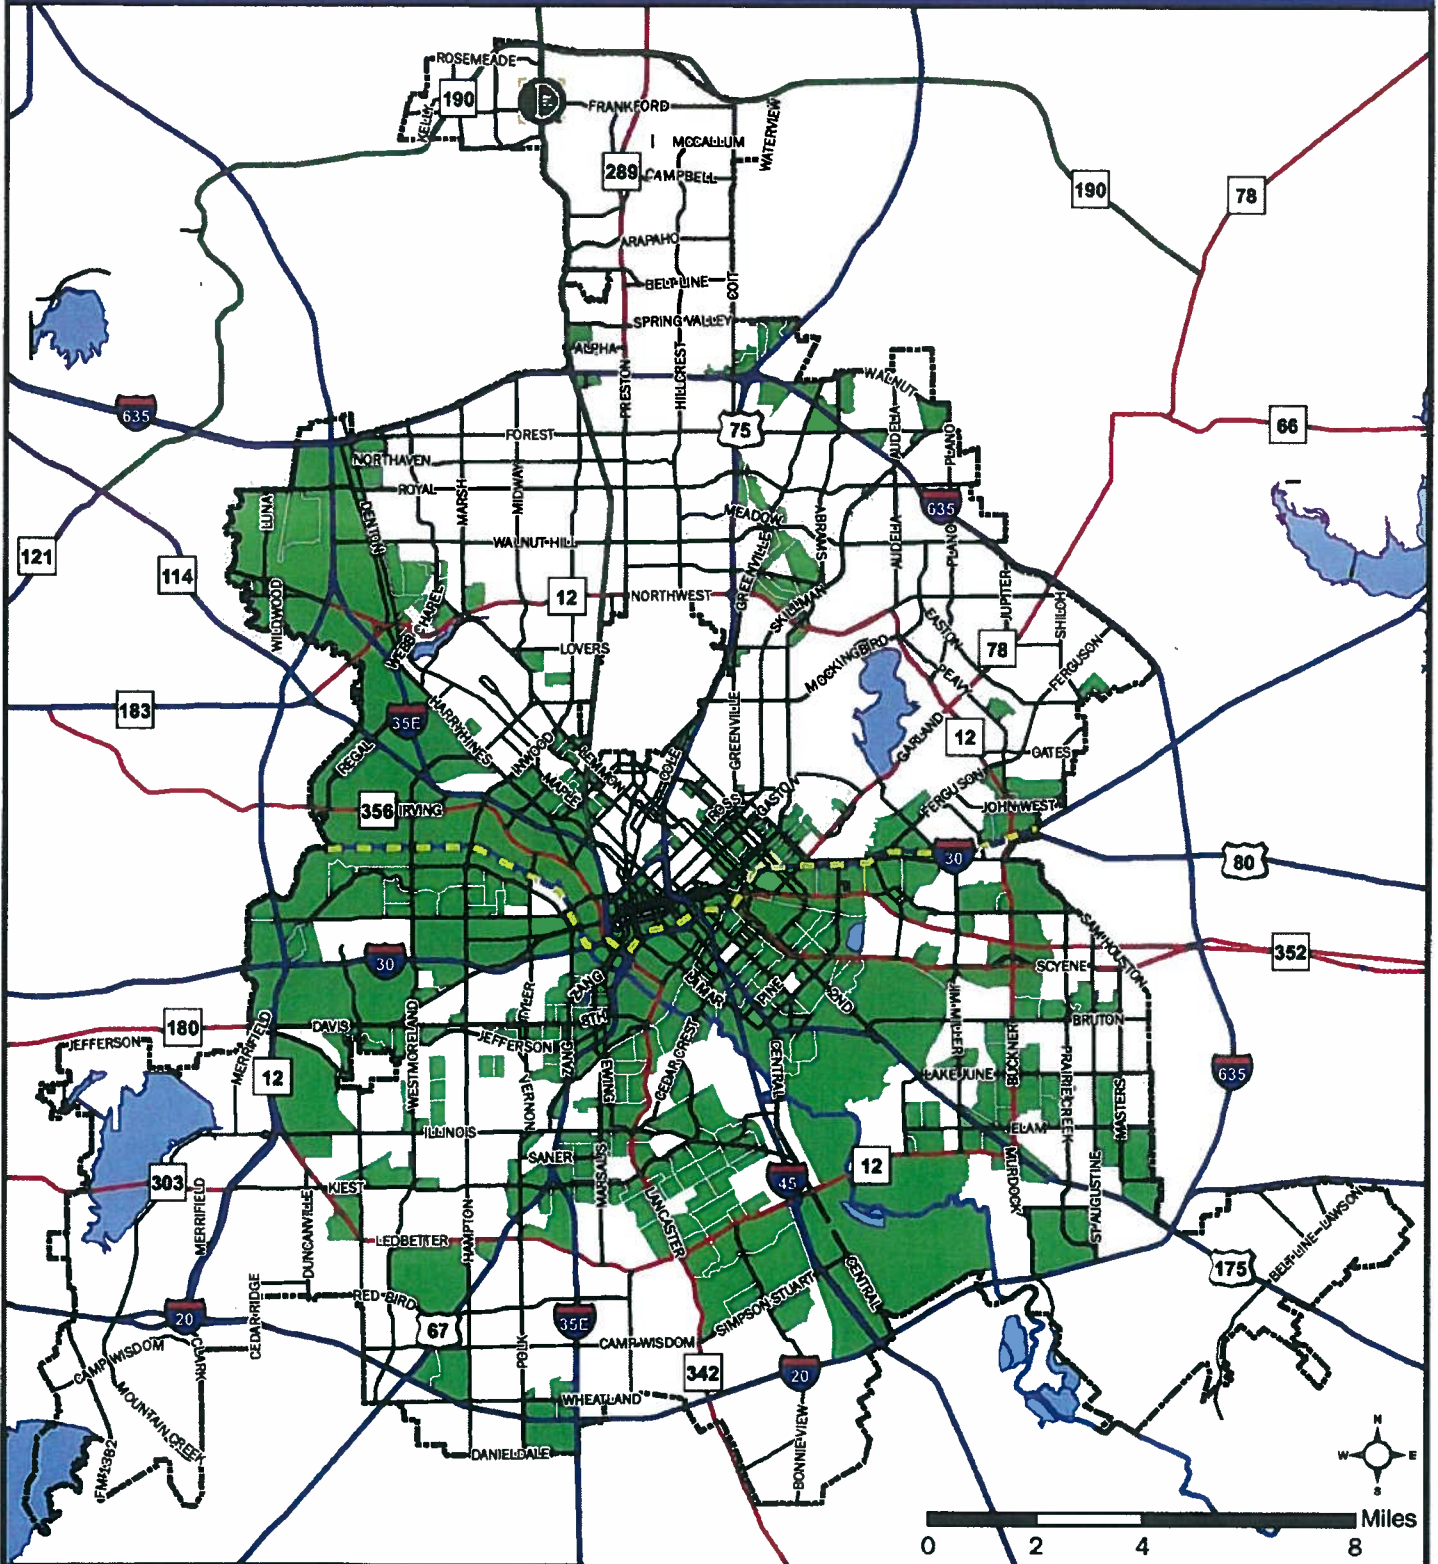 ROSEMEADE
190
KELLY
FRANKFORD
WATERVIEW
MCCALLUM
289
CAMPBELL
190
78
ARAPAHO
BELT LINE
COIT
SPRING VALLEY
ALPHA
PRESTON
HILLCREST
WALNUT
635
75
AUDELIA
PLANO
66
FOREST
NORTHAVEN
ROYAL
MARSH
MIDWAY
LUNA
DENTON
MEADOW
ABRAMS
635
WALNUT HILL
GREENVILLE
AUDELIA
PLANO
121
114
JUPITER
SHILOH
WILDWOOD
WEBB CHAPEL
12
NORTHWEST
SKILLMAN
EASTON
78
LOVERS
MOCKINGBIRD
PEAVY
FERGUSON
183
35E
HARRY HINES
GREENVILLE
GARLAND
12
GATES
REGAL
INWOOD
LEMMON
COLE
MAPLE
ROSS
GASTON
FERGUSON
JOHN WEST
356
IRVING
30
80
SAM HOUSTON
30
352
SCYENE
ZANG
LAMAR
PINE
2ND
TYLER
8TH
JIM MILLER
BRUTON
180
DAVIS
JEFFERSON
JEFFERSON
MERRIFIELD
WESTMORELAND
ZANG
EWING
CEDAR CREST
CENTRAL
LAKE JUNE
BUCKNER
PRAIRIE CREEK
MASTERS
635
12
VERNON
ILLINOIS
ELAM
SANER
MARSALIS
12
303
KIEST
45
MURDOCK
ST AUGUSTINE
MERRIFIELD
DUNCANVILLE
LANCASTER
BELT LINE
LAWSON
LEDBETTER
HAMPTON
175
CEDAR RIDGE
RED BIRD
SIMPSON STUART
CENTRAL
20
67
35E
CAMP WISDOM
CAMP WISDOM
CLARK
POLK
342
20
MOUNTAIN CREEK
WHEATLAND
BONNIE VIEW
FM 1382
DANIELDALE
N
W
E
S
Miles
0 2 4 8